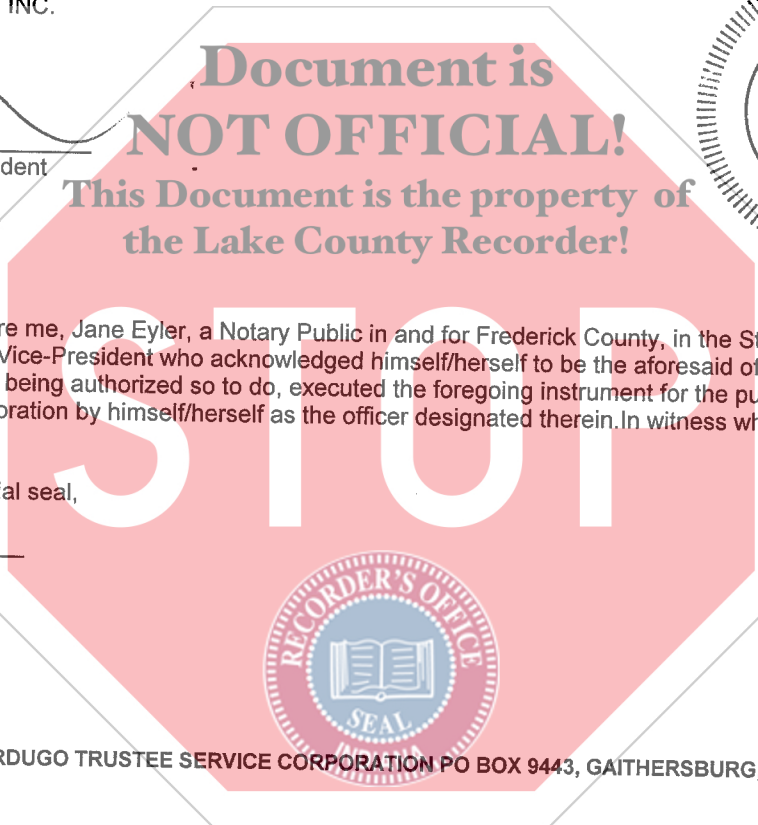 INC.
Document is
NOT OFFICIAL!
dent
This Document is the property of
the Lake County Recorder!
STOP
re me, Jane Eyler, a Notary Public in and for Frederick County, in the St
Vice-President who acknowledged himself/herself to be the aforesaid of
being authorized so to do, executed the foregoing instrument for the pu
oration by himself/herself as the officer designated therein.In witness wh
al seal,
RECORDER'S OFFICE
SEAL
INDIANA
RDUGO TRUSTEE SERVICE CORPORATION PO BOX 9443, GAITHERSBURG,